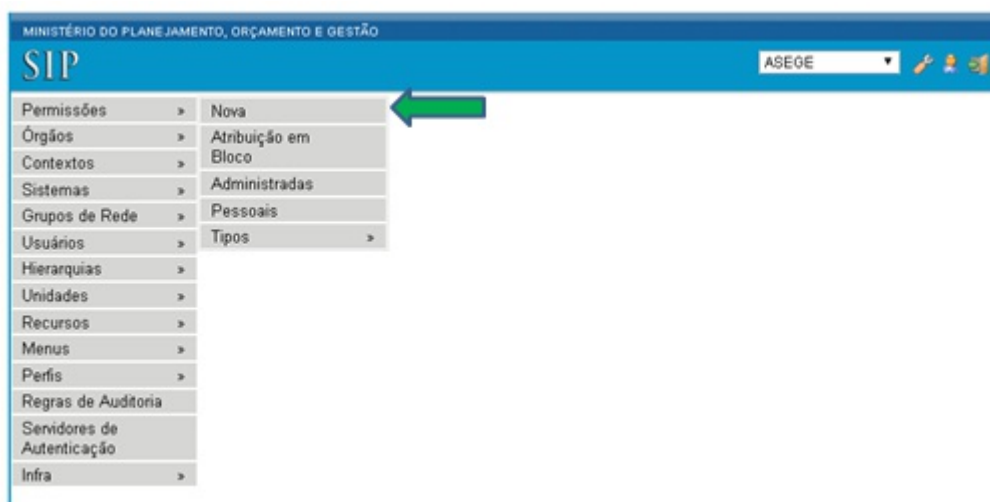 MINISTÉRIO DO PLANEJAMENTO, ORÇAMENTO E GESTÃO
SIP
ASEGE
Permissões »
Órgãos »
Contextos »
Sistemas »
Grupos de Rede »
Usuários »
Hierarquias »
Unidades »
Recursos »
Menus »
Perfis »
Regras de Auditoria
Servidores de
Autenticação
Infra »
Nova
Atribuição em
Bloco
Administradas
Pessoais
Tipos »